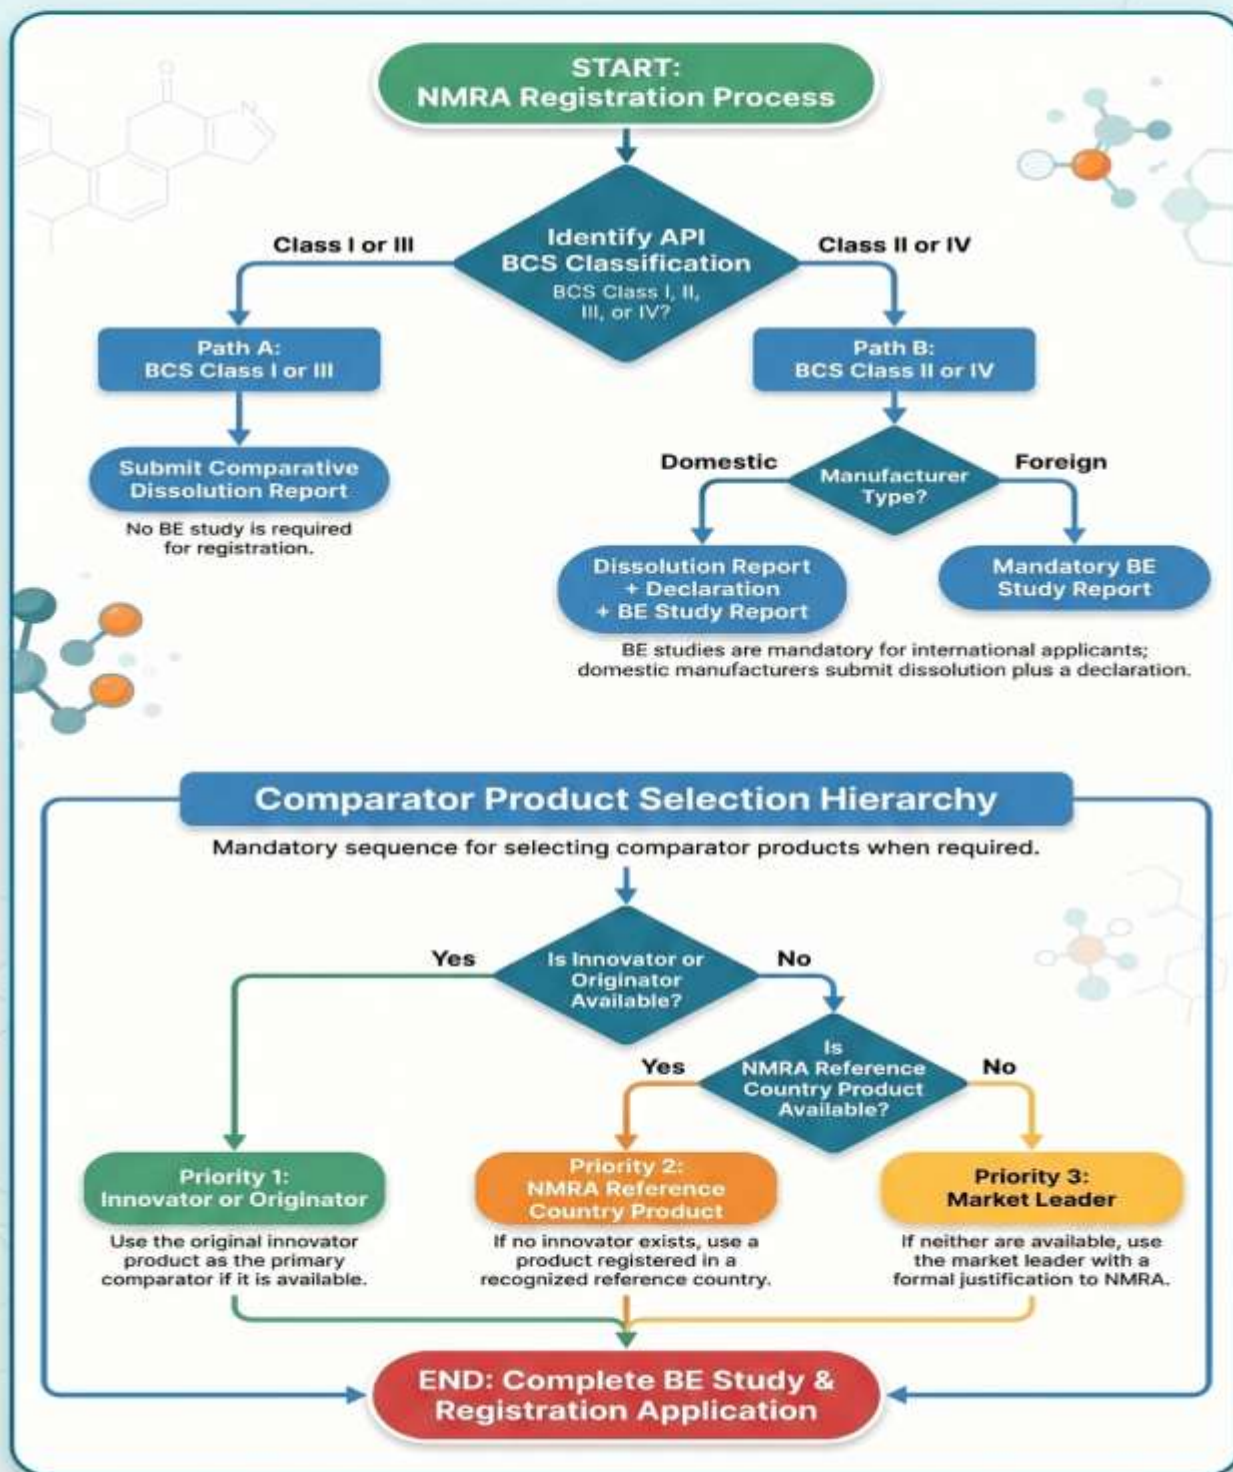 START:
NMRA Registration Process
Identify API
BCS Classification
BCS Class I, II,
III, or IV?
Class I or III
Class II or IV
Path A:
BCS Class I or III
Path B:
BCS Class II or IV
Submit Comparative
Dissolution Report
No BE study is required
for registration.
Manufacturer
Type?
Domestic
Foreign
Dissolution Report
+ Declaration
+ BE Study Report
Mandatory BE
Study Report
BE studies are mandatory for international applicants;
domestic manufacturers submit dissolution plus a declaration.
Comparator Product Selection Hierarchy
Mandatory sequence for selecting comparator products when required.
Is Innovator or
Originator
Available?
Yes
No
Is
NMRA Reference
Country Product
Available?
Yes
No
Priority 1:
Innovator or Originator
Use the original innovator
product as the primary
comparator if it is available.
Priority 2:
NMRA Reference
Country Product
If no innovator exists, use a
product registered in a
recognized reference country.
Priority 3:
Market Leader
If neither are available, use
the market leader with a
formal justification to NMRA.
END: Complete BE Study &
Registration Application
O
N